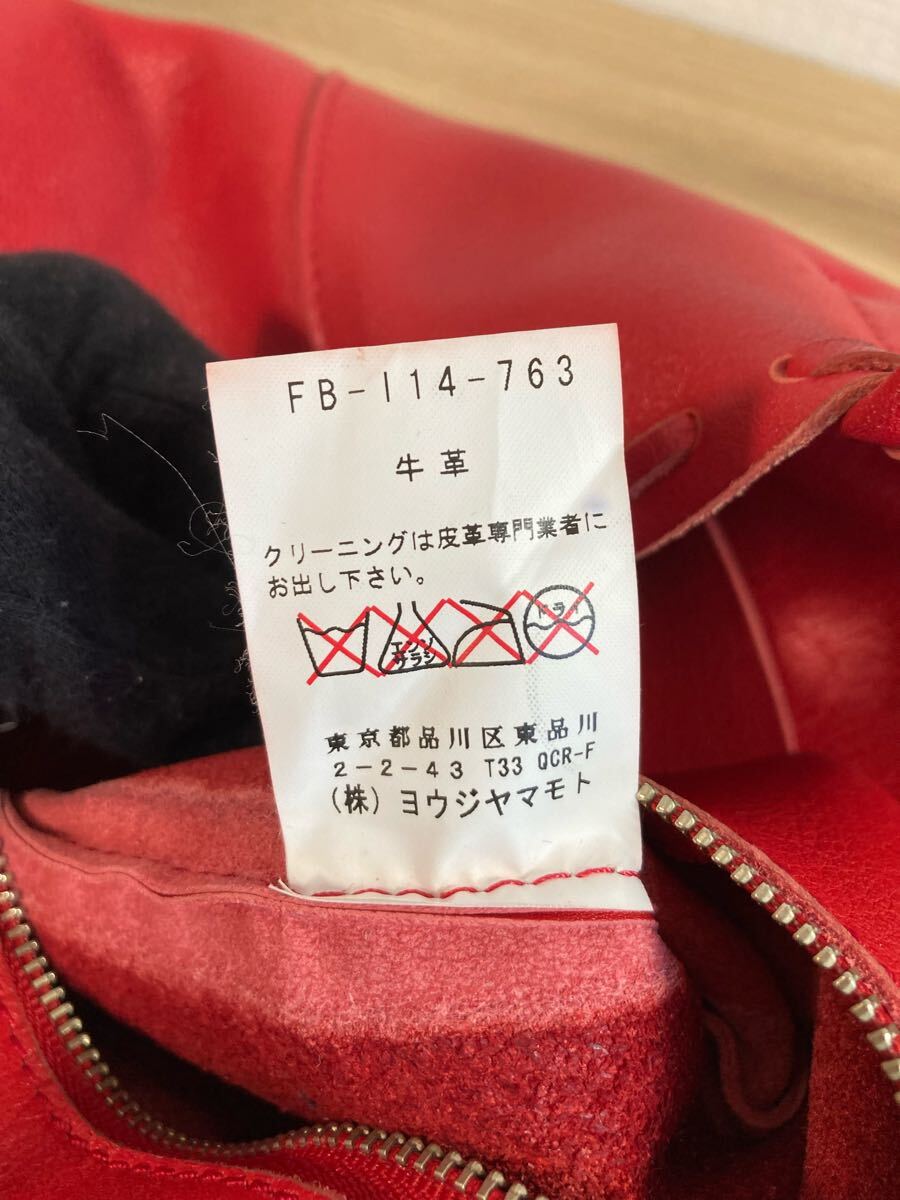 FB-I14-763
牛革
クリーニングは皮革専門業者に
お出し下さい。
エンソ
サラシ
ドライ
東京都品川区東品川
2-2-43 T33 QCR-F
(株)ヨウジヤマモト